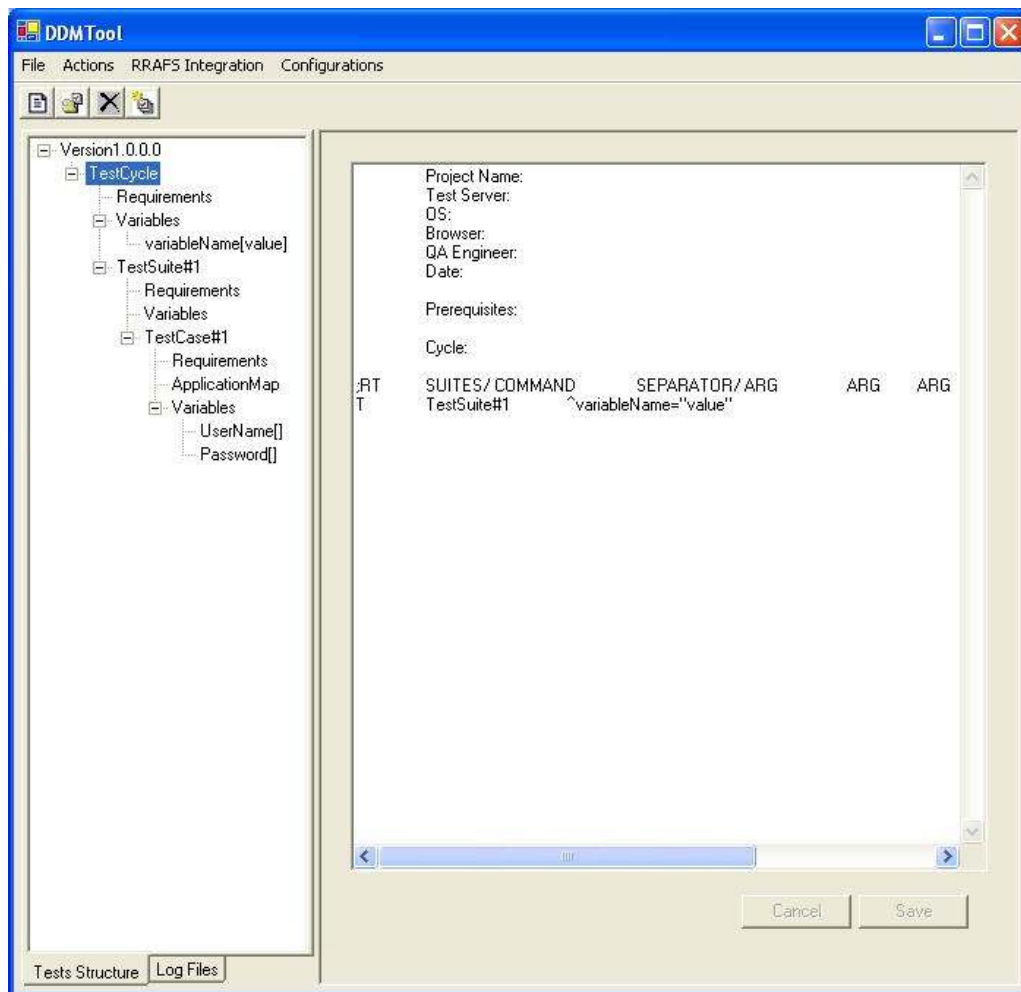 DDMTool
File Actions RRAFS Integration Configurations
Version1.0.0.0
TestCycle
Requirements
Variables
variableName[value]
TestSuite#1
Requirements
Variables
TestCase#1
Requirements
ApplicationMap
Variables
UserName[]
Password[]
Tests Structure Log Files
Project Name:
Test Server:
OS:
Browser:
QA Engineer:
Date:
Prerequisites:
Cycle:
;RT SUITES/ COMMAND SEPARATOR/ ARG ARG ARG
T TestSuite#1 ^variableName="value"
Cancel Save